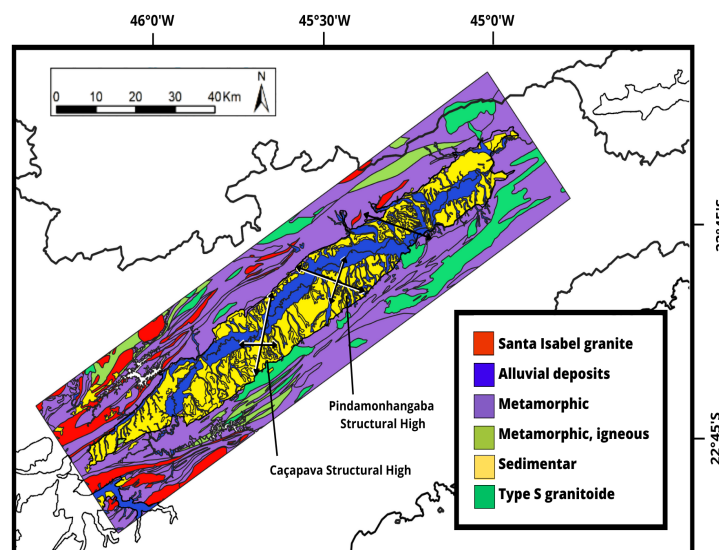 46°0'W 45°30'W 45°0'W
N
0 10 20 30 40 Km
Santa Isabel granite
Alluvial deposits
Metamorphic
Metamorphic, igneous
Sedimentar
Type S granitoide
Pindamonhangaba
Structural High
Caçapava Structural High
22°45'S